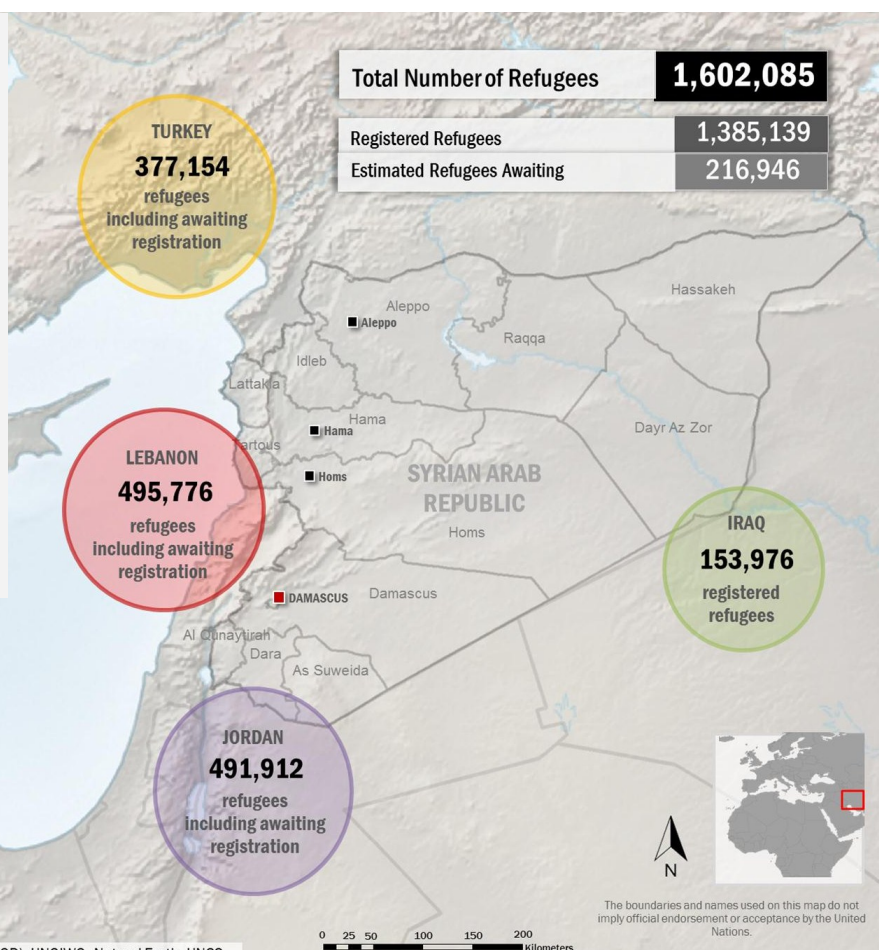 Total Number of Refugees 1,602,085
Registered Refugees 1,385,139
Estimated Refugees Awaiting 216,946
TURKEY
377,154
refugees
including awaiting
registration
Hassakeh
Aleppo
Aleppo
Raqqa
Idleb
Lattakia
Hama
Hama
artous
Dayr Az Zor
LEBANON
495,776
refugees
including awaiting
registration
Homs
SYRIAN ARAB
REPUBLIC
Homs
IRAQ
153,976
registered
refugees
DAMASCUS
Damascus
Al Qunaytirah
Dara
As Suweida
JORDAN
491,912
refugees
including awaiting
registration
N
The boundaries and names used on this map do not
imply official endorsement or acceptance by the United
Nations.
0 25 50 100 150 200
Kilometers